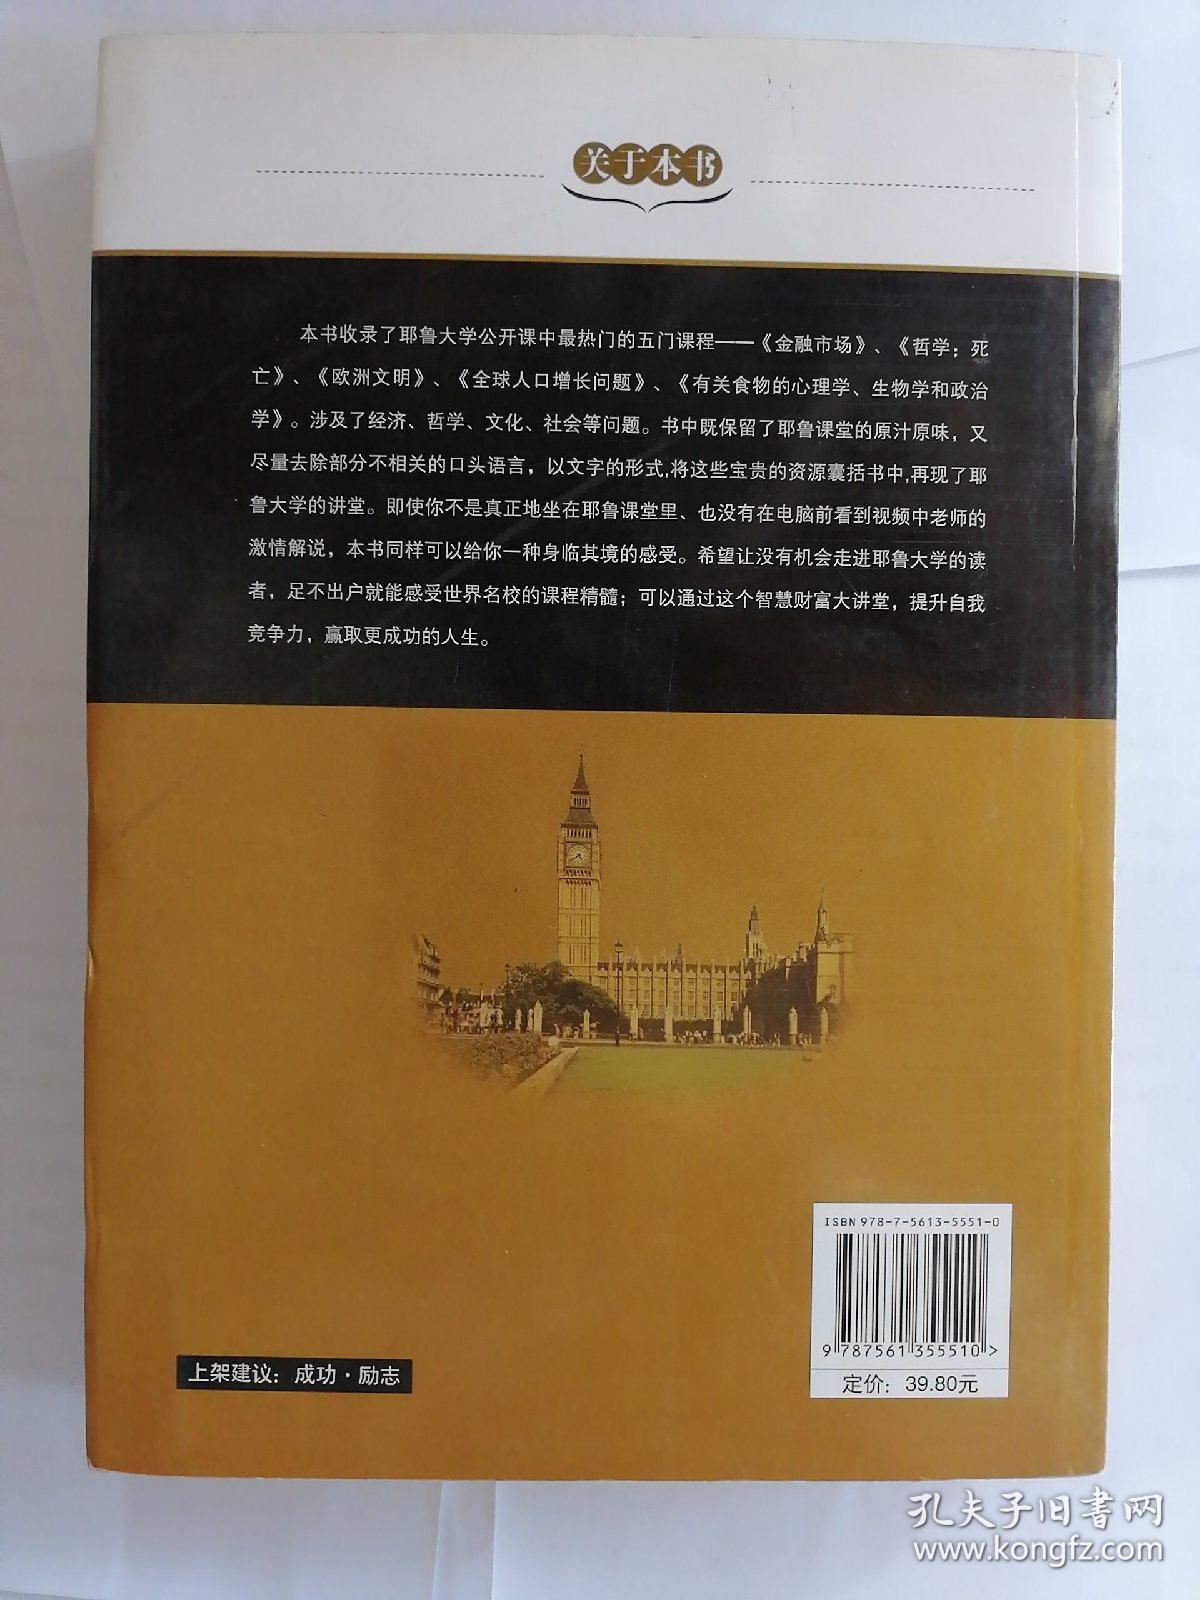 关于本书
本书收录了耶鲁大学公开课中最热门的五门课程——《金融市场》、《哲学：死
亡》、《欧洲文明》、《全球人口增长问题》、《有关食物的心理学、生物学和政治
学》。涉及了经济、哲学、文化、社会等问题。书中既保留了耶鲁课堂的原汁原味，又
尽量去除部分不相关的口头语言，以文字的形式,将这些宝贵的资源囊括书中,再现了耶
鲁大学的讲堂。即使你不是真正地坐在耶鲁课堂里、也没有在电脑前看到视频中老师的
激情解说，本书同样可以给你一种身临其境的感受。希望让没有机会走进耶鲁大学的读
者，足不出户就能感受世界名校的课程精髓；可以通过这个智慧财富大讲堂，提升自我
竞争力，赢取更成功的人生。
ISBN 978-7-5613-5551-0
9 787561 355510 >
定价：39.80元
上架建议：成功·励志
孔夫子旧书网
www.kongfz.com